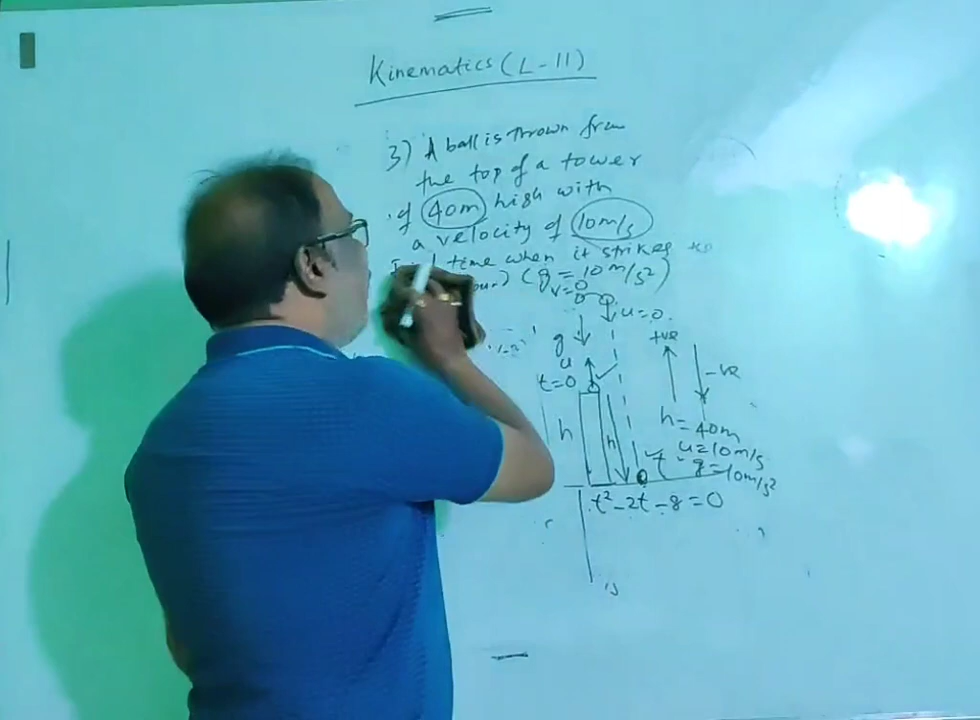 Kinematics (L-11)
3) A ball is thrown from
the top of a tower
of 40m high with
a velocity of 10m/s
time when it strikes
(g = 10 m/s²)
v=0
u=0
g
u
t=0
h
h
+ve
-ve
h=40m
u=10m/s
g=10m/s²
t
t²-2t-8=0